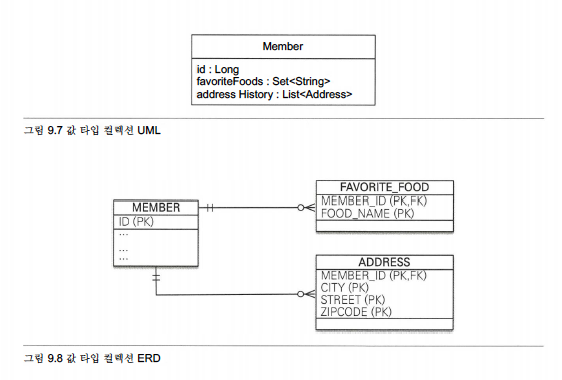 Member
id : Long
favoriteFoods : Set<String>
address History : List<Address>
그림 9.7 값 타입 컬렉션 UML
MEMBER
ID (PK)
...
...
...
FAVORITE_FOOD
MEMBER_ID (PK,FK)
FOOD_NAME (PK)
ADDRESS
MEMBER_ID (PK,FK)
CITY (PK)
STREET (PK)
ZIPCODE (PK)
그림 9.8 값 타입 컬렉션 ERD